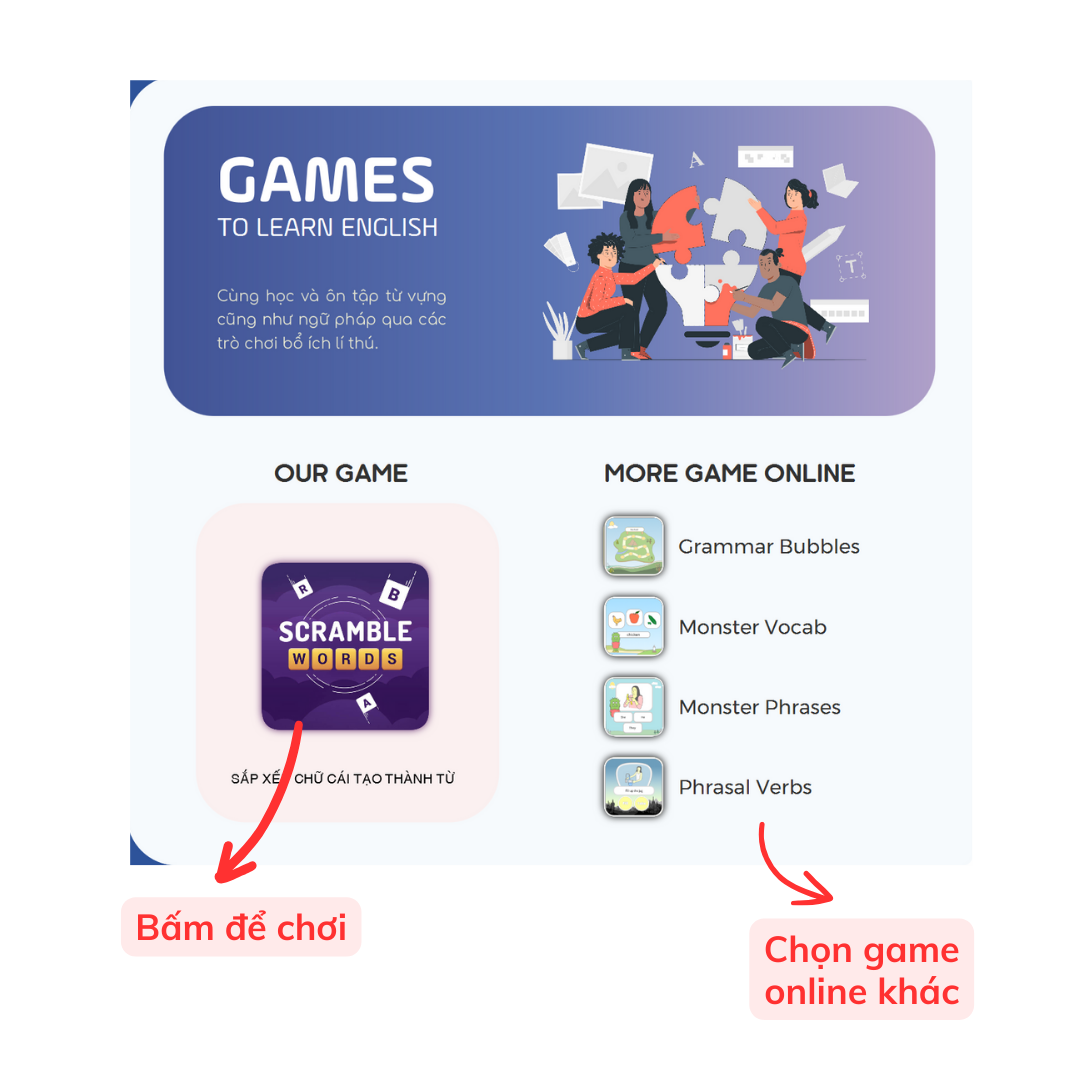 GAMES
TO LEARN ENGLISH
Cùng học và ôn tập từ vựng
cũng như ngữ pháp qua các
trò chơi bổ ích lí thú.
A
T
OUR GAME
R
B
SCRAMBLE
WORDS
A
SẮP XẾP CHỮ CÁI TẠO THÀNH TỪ
MORE GAME ONLINE
Grammar Bubbles
Monster Vocab
Monster Phrases
Phrasal Verbs
Bấm để chơi
Chọn game
online khác